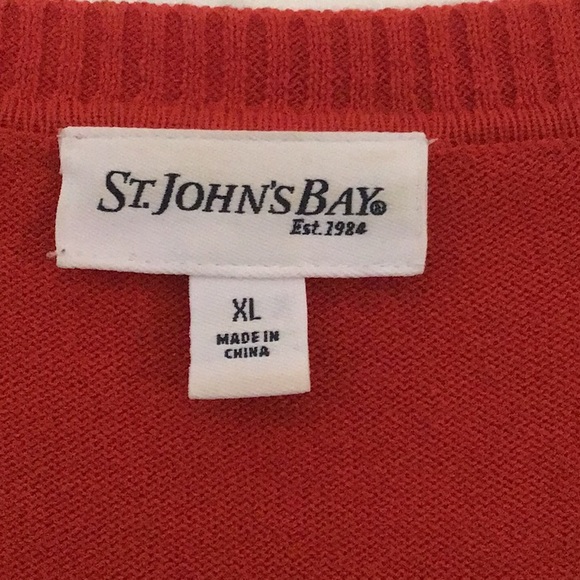 ST. JOHN'S BAY®
Est. 1984
XL
MADE IN
CHINA